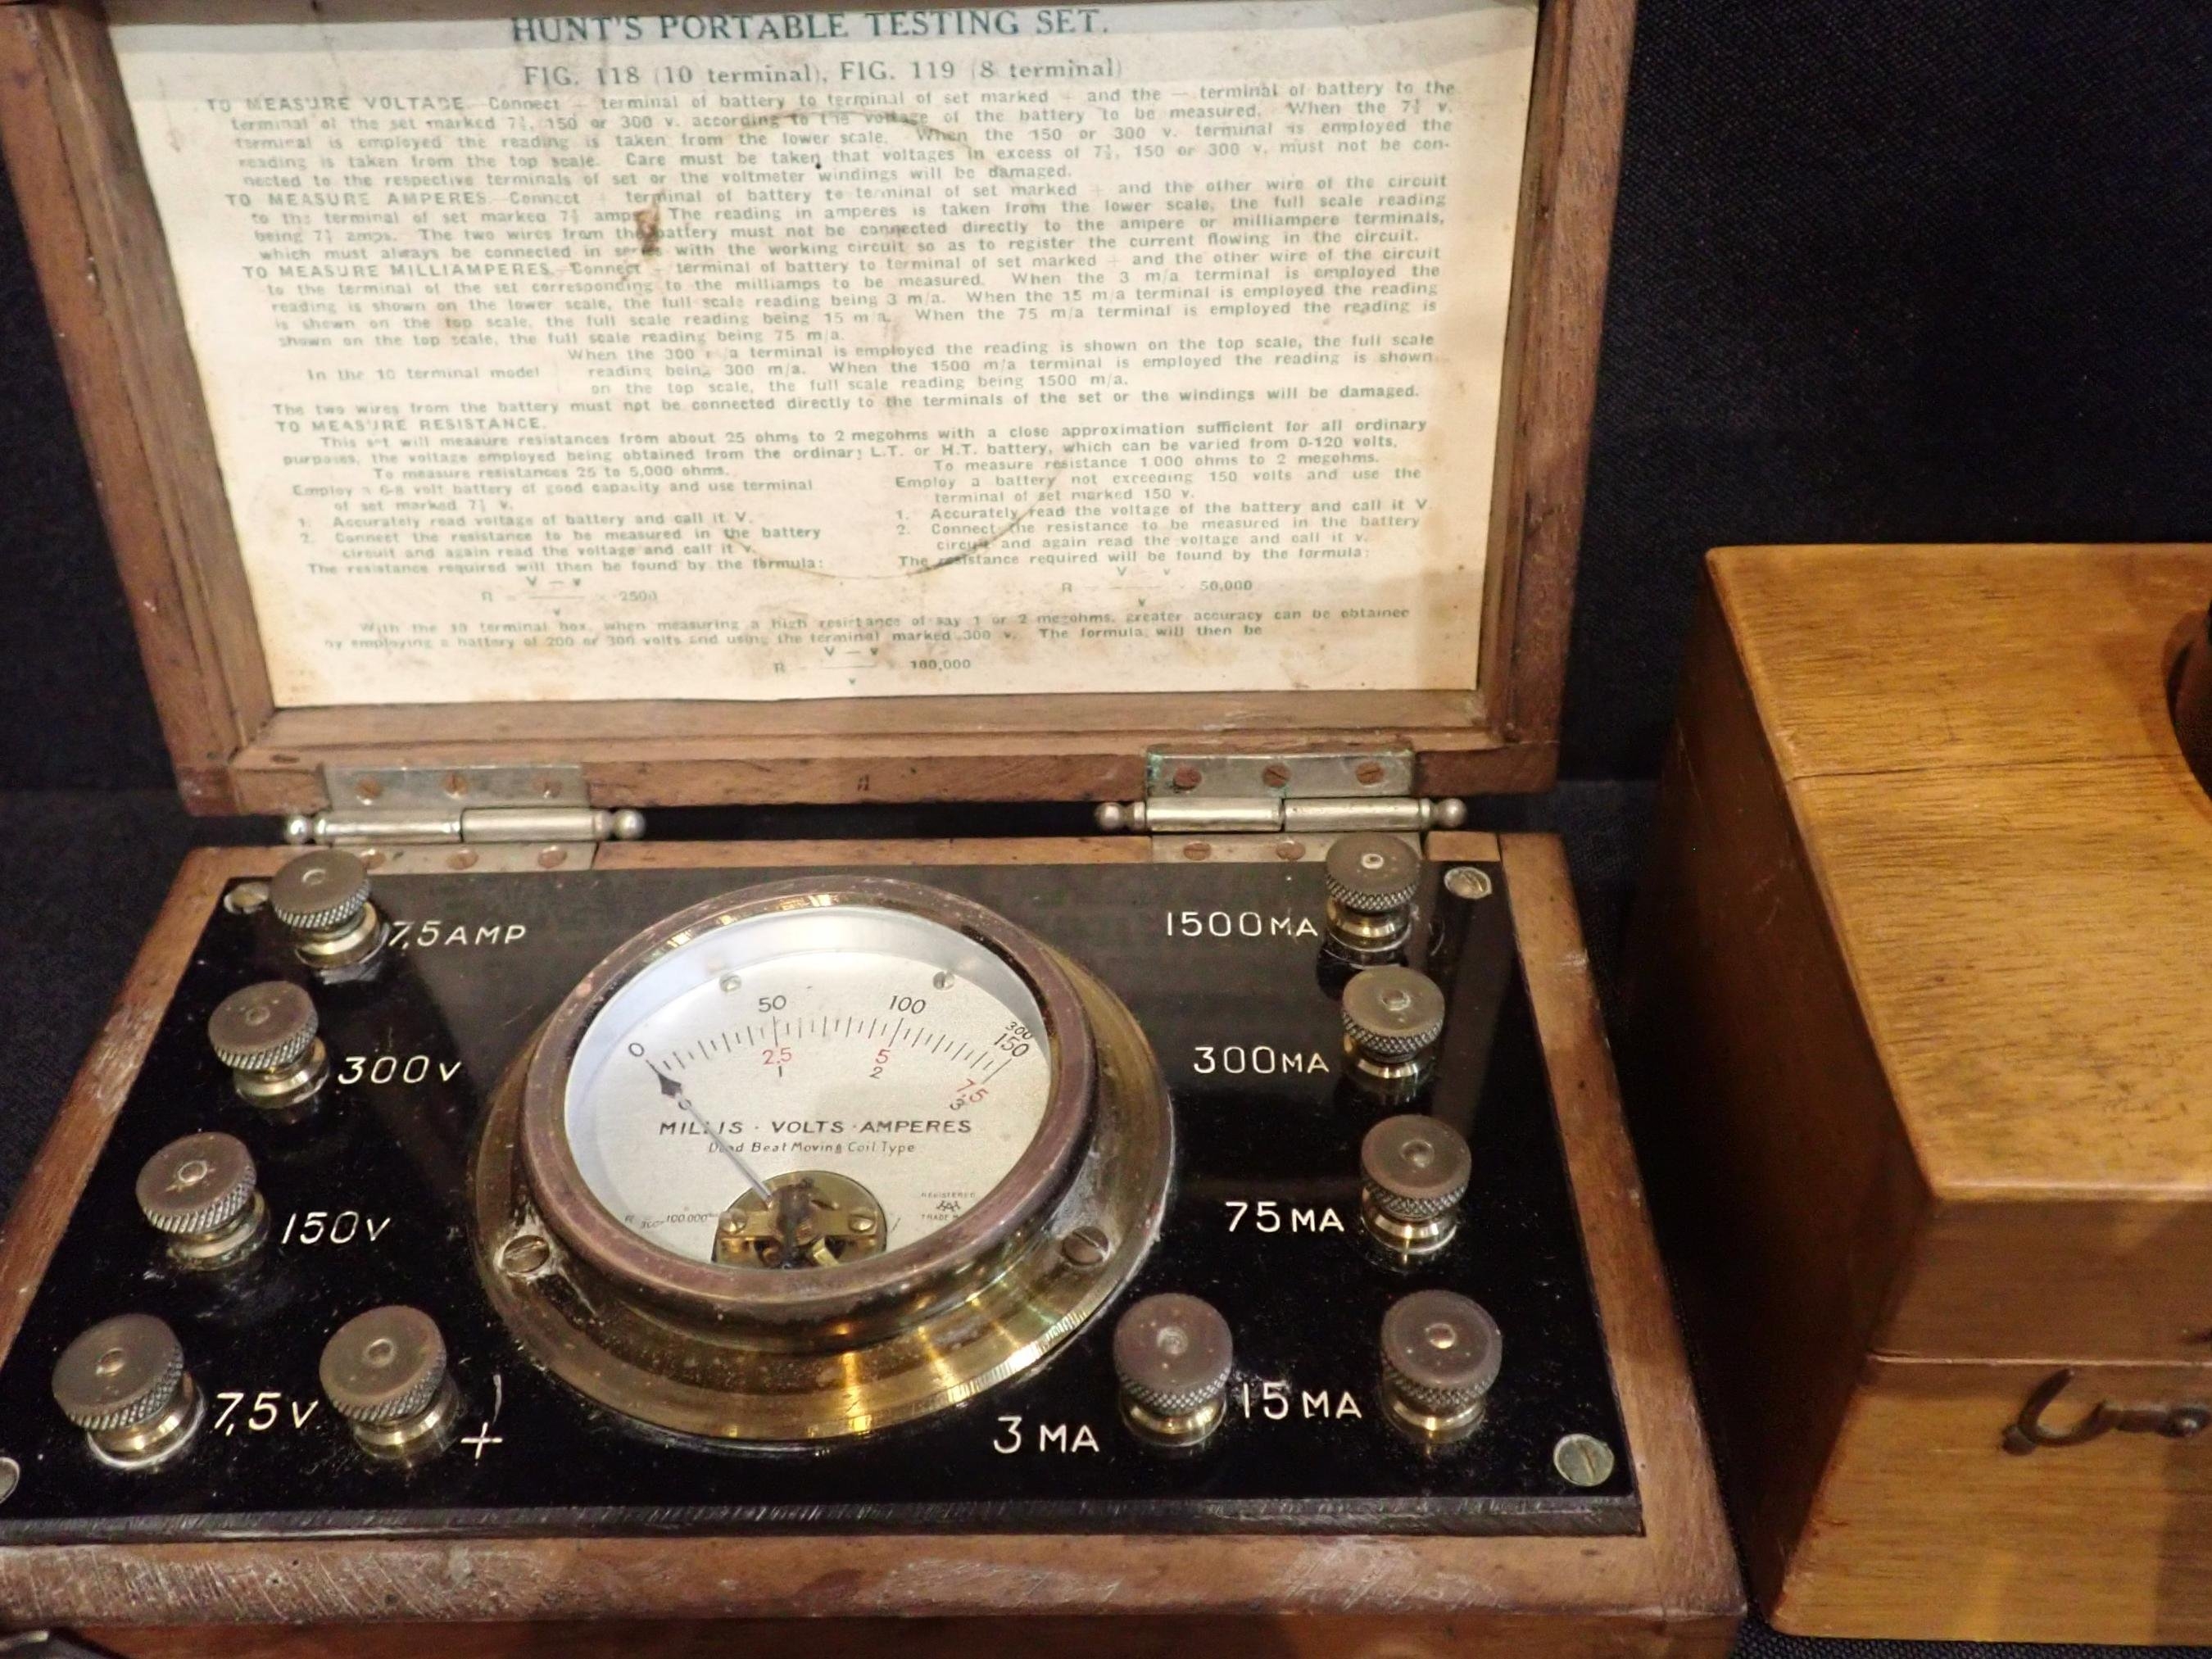 HUNT'S PORTABLE TESTING SET.
FIG. 118 (10 terminal), FIG. 119 (8 terminal)
TO MEASURE VOLTAGE. Connect terminal of battery to terminal of set marked and the — terminal of battery to the
terminal of the set marked 7½, 150 or 300 v. according to the voltage of the battery to be measured. When the 7½ v.
terminal is employed the reading is taken from the lower scale. When the 150 or 300 v. terminal is employed the
reading is taken from the top scale. Care must be taken that voltages in excess of 7½, 150 or 300 v. must not be con-
nected to the respective terminals of set or the voltmeter windings will be damaged.
TO MEASURE AMPERES. Connect terminal of battery to terminal of set marked + and the other wire of the circuit
to the terminal of set marked 7½ amps. The reading in amperes is taken from the lower scale, the full scale reading
being 7½ amps. The two wires from the battery must not be connected directly to the ampere or milliampere terminals,
which must always be connected in series with the working circuit so as to register the current flowing in the circuit.
TO MEASURE MILLIAMPERES. Connect terminal of battery to terminal of set marked + and the other wire of the circuit
to the terminal of the set corresponding to the milliamps to be measured. When the 3 m/a terminal is employed the
reading is shown on the lower scale, the full scale reading being 3 m/a. When the 15 m/a terminal is employed the reading
is shown on the top scale, the full scale reading being 15 m/a. When the 75 m/a terminal is employed the reading is
shown on the top scale, the full scale reading being 75 m/a.
When the 300 m/a terminal is employed the reading is shown on the top scale, the full scale
In the 10 terminal model reading being 300 m/a. When the 1500 m/a terminal is employed the reading is shown
on the top scale, the full scale reading being 1500 m/a.
The two wires from the battery must not be connected directly to the terminals of the set or the windings will be damaged.
TO MEASURE RESISTANCE.
This set will measure resistances from about 25 ohms to 2 megohms with a close approximation sufficient for all ordinary
purposes, the voltage employed being obtained from the ordinary L.T. or H.T. battery, which can be varied from 0-120 volts.
To measure resistances 25 to 5,000 ohms.
Employ a 6-8 volt battery of good capacity and use terminal
of set marked 7½ v.
1. Accurately read voltage of battery and call it V.
2. Connect the resistance to be measured in the battery
circuit and again read the voltage and call it v.
The resistance required will then be found by the formula:
V — v
R = × 2500
v
To measure resistance 1,000 ohms to 2 megohms.
Employ a battery not exceeding 150 volts and use the
terminal of set marked 150 v.
1. Accurately read the voltage of the battery and call it V.
2. Connect the resistance to be measured in the battery
circuit and again read the voltage and call it v.
The resistance required will be found by the formula:
V v
R 50,000
v
With the 10 terminal box, when measuring a high resistance of say 1 or 2 megohms, greater accuracy can be obtained
by employing a battery of 200 or 300 volts and using the terminal marked 300 v. The formula will then be
V — v
R 100,000
v
7.5 AMP
1500 MA
300 V
300 MA
150 V
75 MA
7.5 V
+
3 MA
15 MA
0 50 100 150
300
2.5 5 7.5
0 1 2 3
MILLIS · VOLTS · AMPERES
Dead Beat Moving Coil Type
R 300 = 100.000
REGISTERED
TRADE